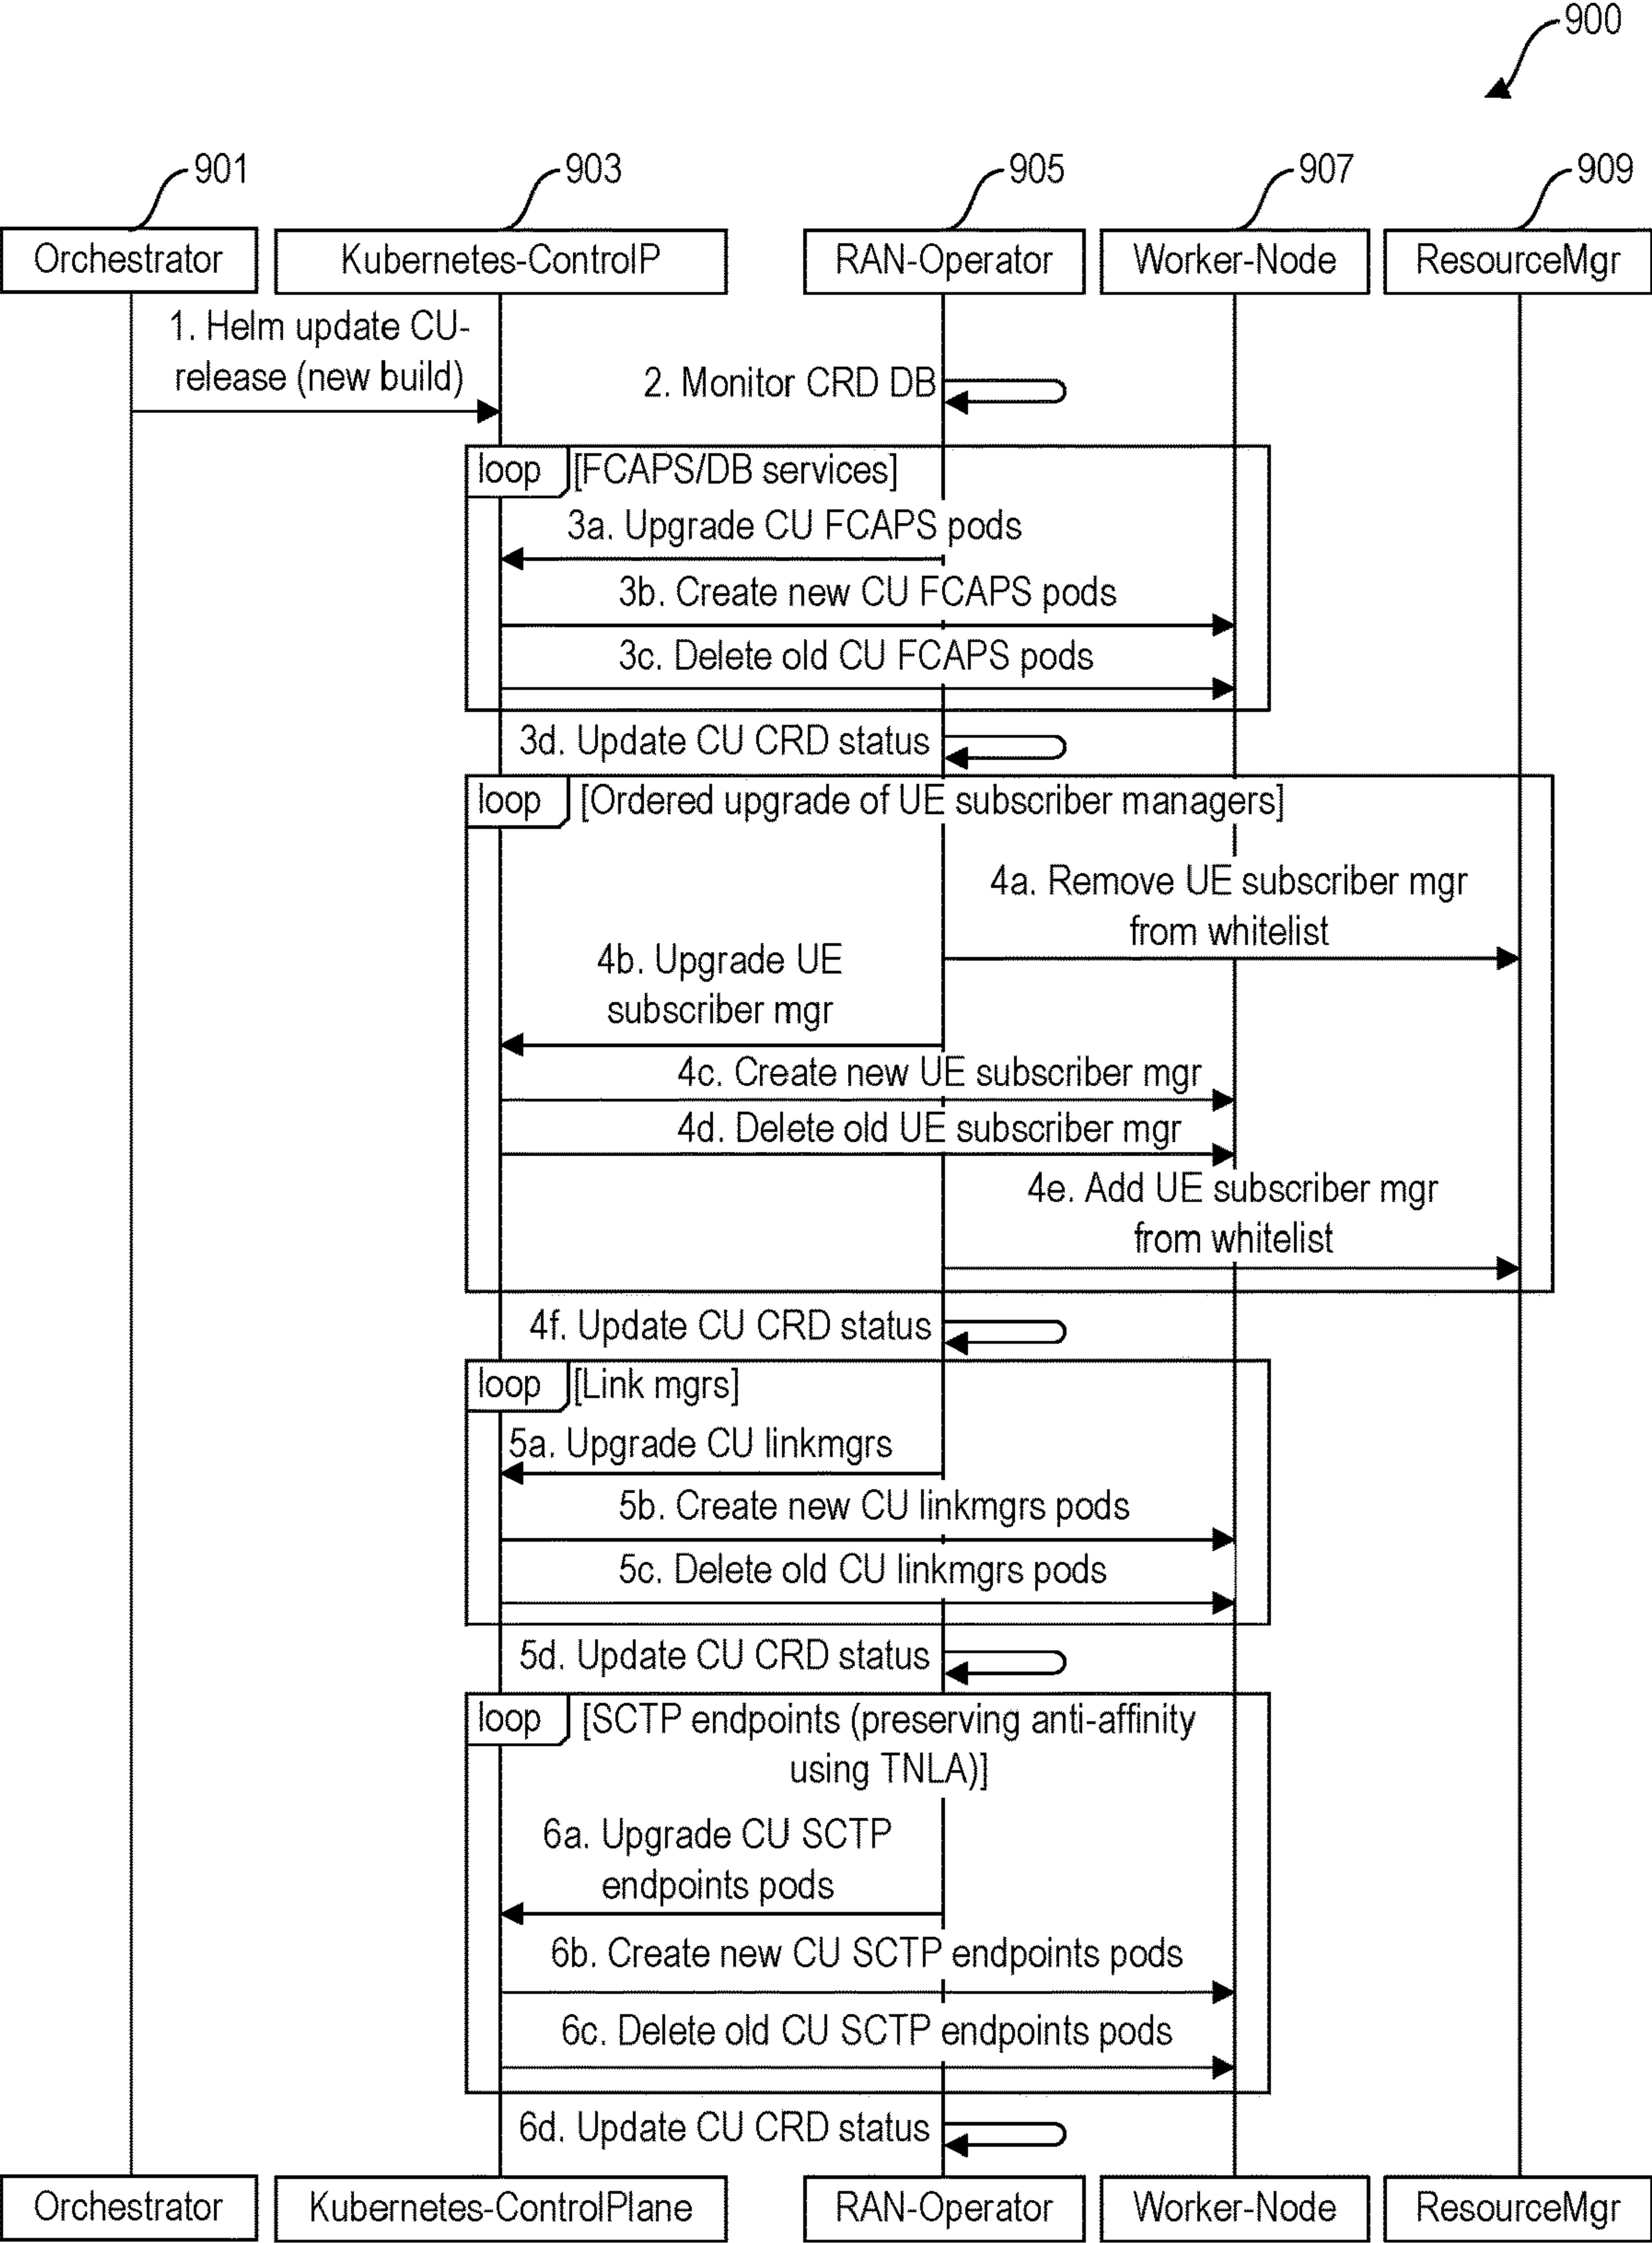 900
901
903
905
907
909
Orchestrator
Kubernetes-ControlP
RAN-Operator
Worker-Node
ResourceMgr
1. Helm update CU-
release (new build)
2. Monitor CRD DB
loop
[FCAPS/DB services]
3a. Upgrade CU FCAPS pods
3b. Create new CU FCAPS pods
3c. Delete old CU FCAPS pods
3d. Update CU CRD status
loop
[Ordered upgrade of UE subscriber managers]
4a. Remove UE subscriber mgr
from whitelist
4b. Upgrade UE
subscriber mgr
4c. Create new UE subscriber mgr
4d. Delete old UE subscriber mgr
4e. Add UE subscriber mgr
from whitelist
4f. Update CU CRD status
loop
[Link mgrs]
5a. Upgrade CU linkmgrs
5b. Create new CU linkmgrs pods
5c. Delete old CU linkmgrs pods
5d. Update CU CRD status
loop
[SCTP endpoints (preserving anti-affinity
using TNLA)]
6a. Upgrade CU SCTP
endpoints pods
6b. Create new CU SCTP endpoints pods
6c. Delete old CU SCTP endpoints pods
6d. Update CU CRD status
Orchestrator
Kubernetes-ControlPlane
RAN-Operator
Worker-Node
ResourceMgr